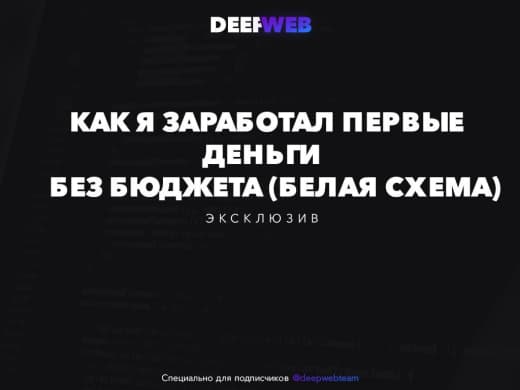 DEEPWEB
КАК Я ЗАРАБОТАЛ ПЕРВЫЕ
ДЕНЬГИ
БЕЗ БЮДЖЕТА (БЕЛАЯ СХЕМА)
ЭКСКЛЮЗИВ
Специально для подписчиков @deepwebteam